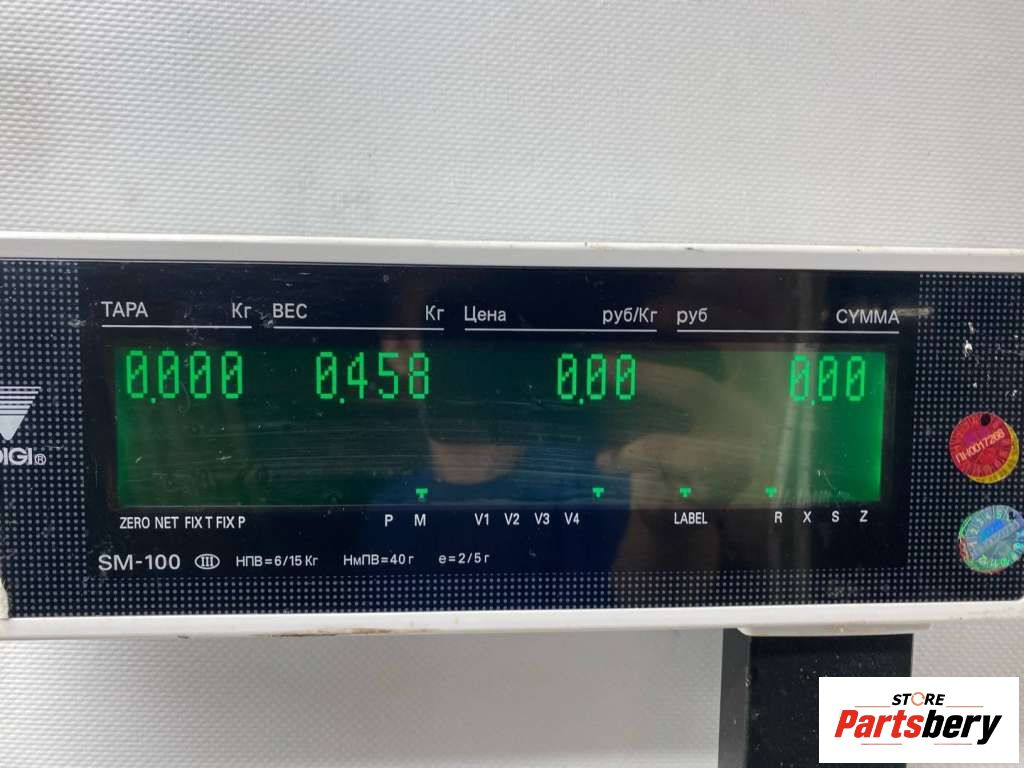 ТАРА Кг ВЕС Кг Цена руб/Кг руб СУММА
0.000 0.458 0.00 0.00
DIGI®
ПН0017268
ZERO NET FIX T FIX P P M V1 V2 V3 V4 LABEL R X S Z
SM-100 III НПВ=6/15 Кг НмПВ=40 г e=2/5 г
STORE
Partsbery